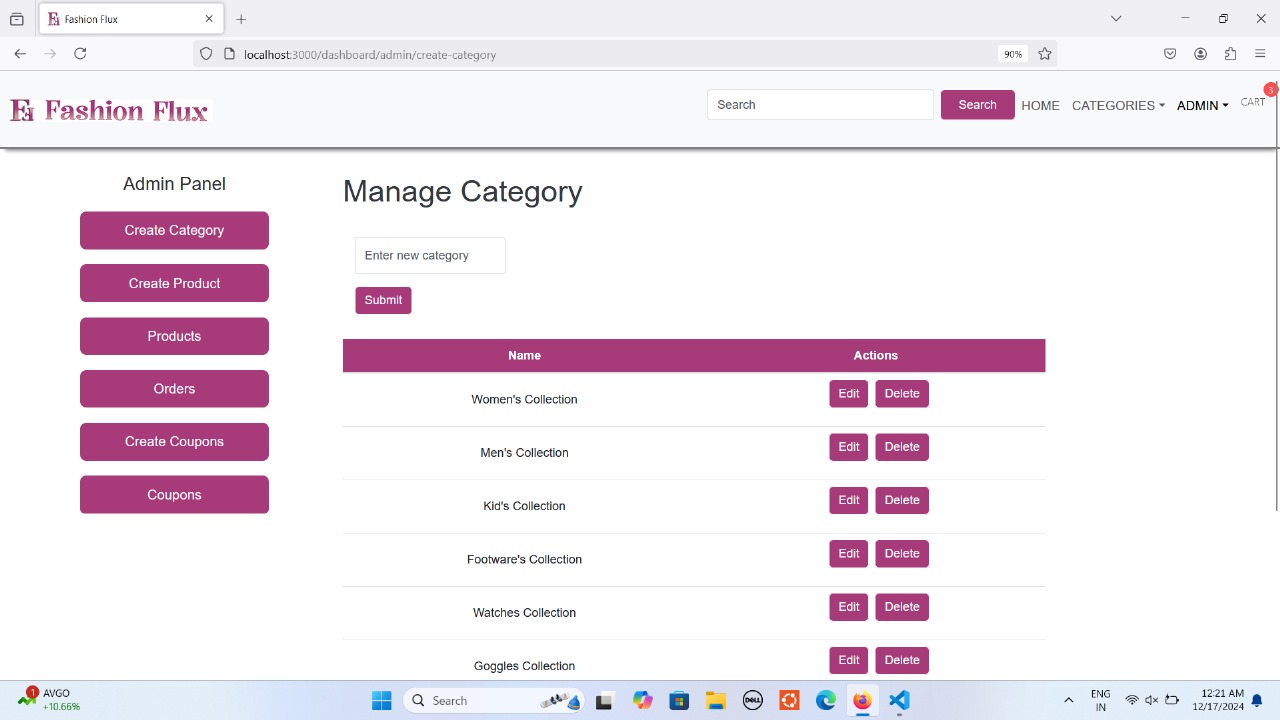 Fashion Flux
localhost:3000/dashboard/admin/create-category
90%
Fashion Flux
Search
Search
HOME
CATEGORIES
ADMIN
CART
3
Admin Panel
Create Category
Create Product
Products
Orders
Create Coupons
Coupons
Manage Category
Enter new category
Submit
Name Actions
Women's Collection Edit Delete
Men's Collection Edit Delete
Kid's Collection Edit Delete
Footware's Collection Edit Delete
Watches Collection Edit Delete
Goggles Collection Edit Delete
1
AVGO
+10.66%
Search
DELL
ENG
IN
12:21 AM
12/17/2024